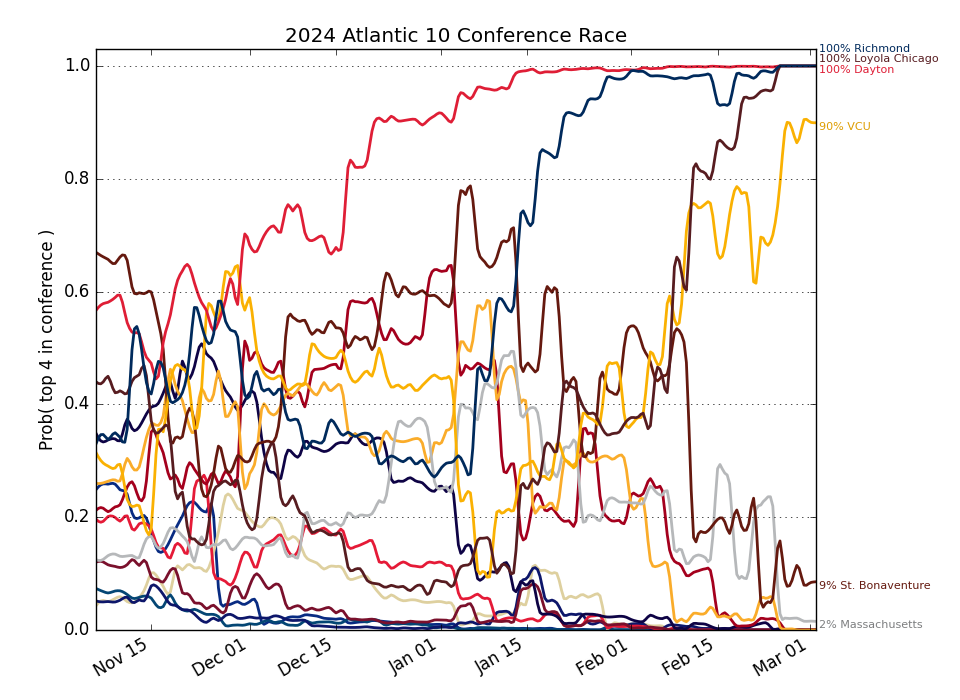 2024 Atlantic 10 Conference Race
Prob( top 4 in conference )
1.0
0.8
0.6
0.4
0.2
0.0
Nov 15
Dec 01
Dec 15
Jan 01
Jan 15
Feb 01
Feb 15
Mar 01
100% Richmond
100% Loyola Chicago
100% Dayton
90% VCU
9% St. Bonaventure
2% Massachusetts